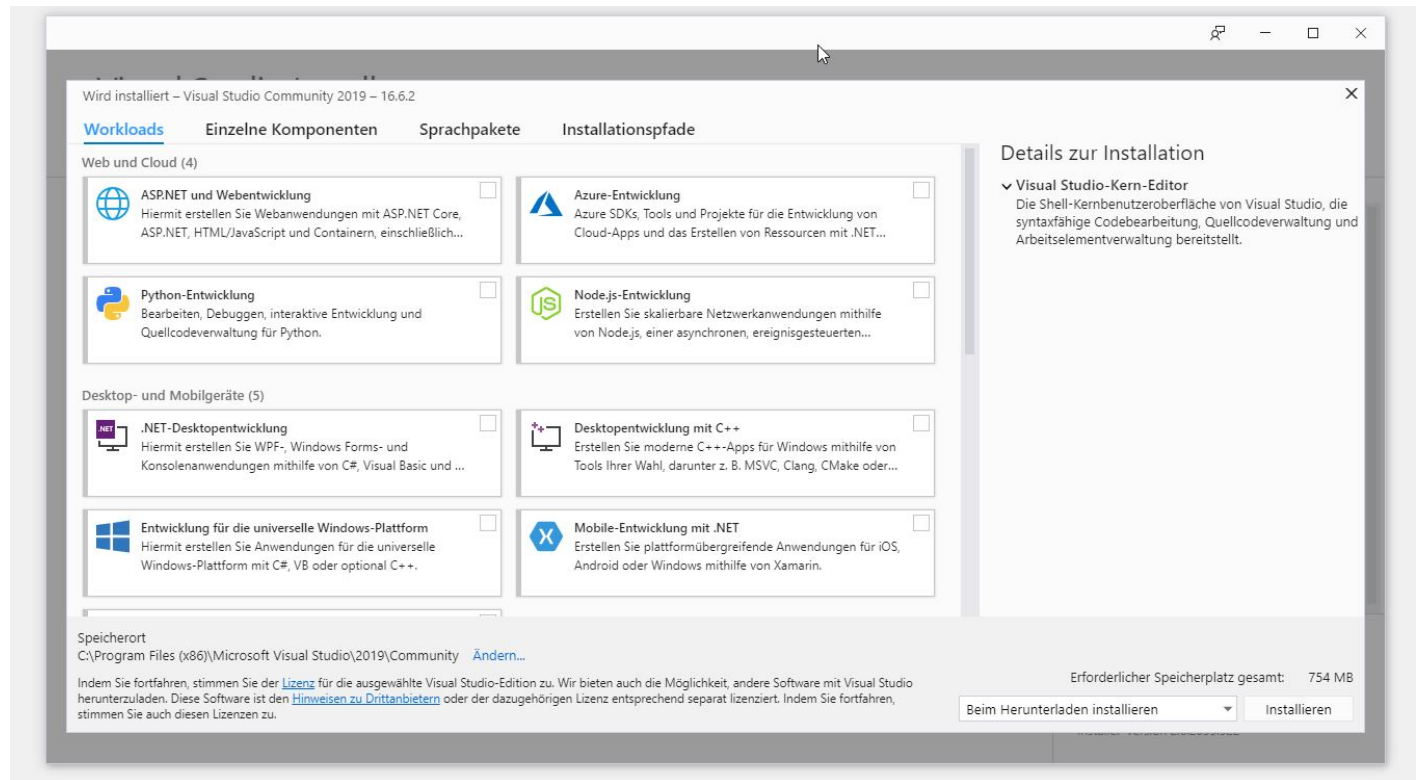 Wird installiert – Visual Studio Community 2019 – 16.6.2
Workloads Einzelne Komponenten Sprachpakete Installationspfade
Web und Cloud (4)
ASP.NET und Webentwicklung
Hiermit erstellen Sie Webanwendungen mit ASP.NET Core,
ASP.NET, HTML/JavaScript und Containern, einschließlich...
Azure-Entwicklung
Azure SDKs, Tools und Projekte für die Entwicklung von
Cloud-Apps und das Erstellen von Ressourcen mit .NET...
Python-Entwicklung
Bearbeiten, Debuggen, interaktive Entwicklung und
Quellcodeverwaltung für Python.
JS
Node.js-Entwicklung
Erstellen Sie skalierbare Netzwerkanwendungen mithilfe
von Node.js, einer asynchronen, ereignisgesteuerten...
Desktop- und Mobilgeräte (5)
.NET
.NET-Desktopentwicklung
Hiermit erstellen Sie WPF-, Windows Forms- und
Konsolenanwendungen mithilfe von C#, Visual Basic und ...
Desktopentwicklung mit C++
Erstellen Sie moderne C++-Apps für Windows mithilfe von
Tools Ihrer Wahl, darunter z. B. MSVC, Clang, CMake oder...
Entwicklung für die universelle Windows-Plattform
Hiermit erstellen Sie Anwendungen für die universelle
Windows-Plattform mit C#, VB oder optional C++.
Mobile-Entwicklung mit .NET
Erstellen Sie plattformübergreifende Anwendungen für iOS,
Android oder Windows mithilfe von Xamarin.
Details zur Installation
Visual Studio-Kern-Editor
Die Shell-Kernbenutzeroberfläche von Visual Studio, die
syntaxfähige Codebearbeitung, Quellcodeverwaltung und
Arbeitselementverwaltung bereitstellt.
Speicherort
C:\Program Files (x86)\Microsoft Visual Studio\2019\Community Ändern...
Indem Sie fortfahren, stimmen Sie der Lizenz für die ausgewählte Visual Studio-Edition zu. Wir bieten auch die Möglichkeit, andere Software mit Visual Studio
herunterzuladen. Diese Software ist den Hinweisen zu Drittanbietern oder der dazugehörigen Lizenz entsprechend separat lizenziert. Indem Sie fortfahren,
stimmen Sie auch diesen Lizenzen zu.
Erforderlicher Speicherplatz gesamt: 754 MB
Beim Herunterladen installieren Installieren